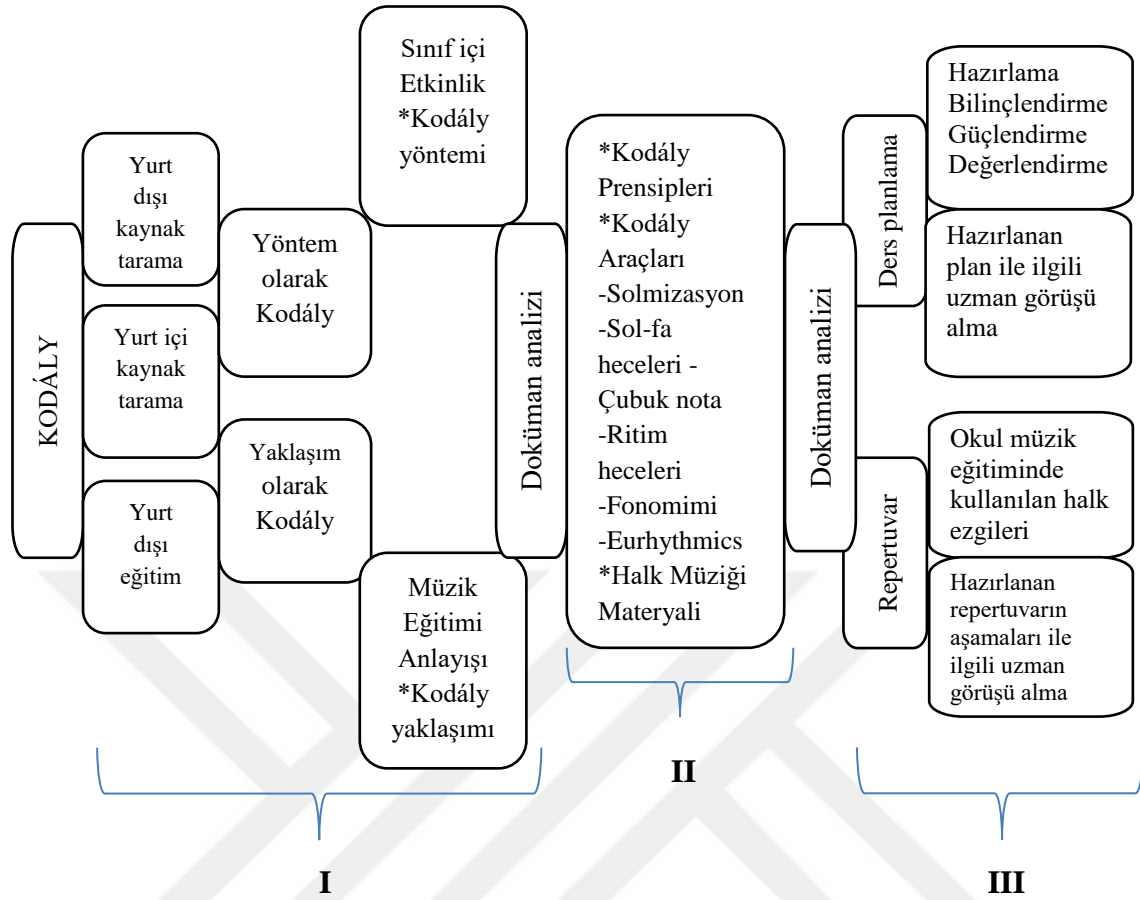 KODÁLY
Yurt
dışı
kaynak
tarama
Yurt içi
kaynak
tarama
Yurt
dışı
eğitim
Yöntem
olarak
Kodály
Yaklaşım
olarak
Kodály
Sınıf içi
Etkinlik
*Kodály
yöntemi
Müzik
Eğitimi
Anlayışı
*Kodály
yaklaşımı
I
Doküman analizi
*Kodály
Prensipleri
*Kodály
Araçları
-Solmizasyon
-Sol-fa
heceleri -
Çubuk nota
-Ritim
heceleri
-Fonomimi
-Eurhythmics
*Halk Müziği
Materyali
II
Doküman analizi
Ders planlama
Hazırlama
Bilinçlendirme
Güçlendirme
Değerlendirme
Hazırlanan
plan ile ilgili
uzman görüşü
alma
Repertuvar
Okul müzik
eğitiminde
kullanılan halk
ezgileri
Hazırlanan
repertuvarın
aşamaları ile
ilgili uzman
görüşü alma
III